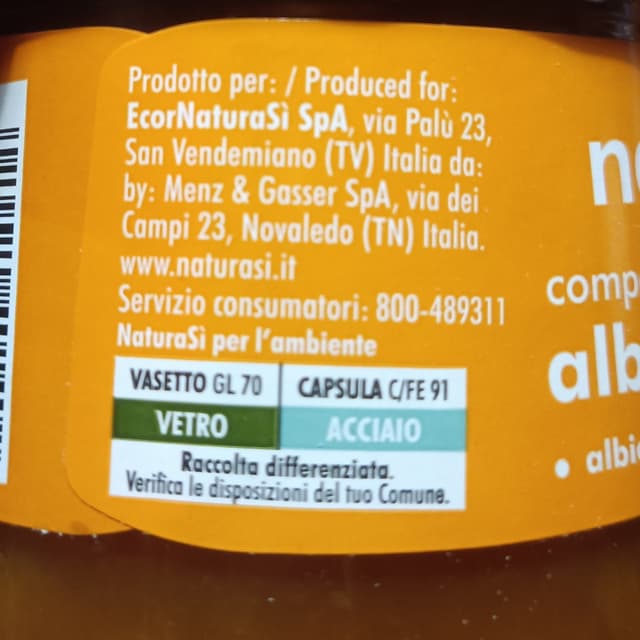 Prodotto per: / Produced for:
EcorNaturaSì SpA, via Palù 23,
San Vendemiano (TV) Italia da:
by: Menz & Gasser SpA, via dei
Campi 23, Novaledo (TN) Italia.
www.naturasi.it
Servizio consumatori: 800-489311
NaturaSì per l'ambiente
VASETTO GL 70
CAPSULA C/FE 91
VETRO
ACCIAIO
Raccolta differenziata.
Verifica le disposizioni del tuo Comune.